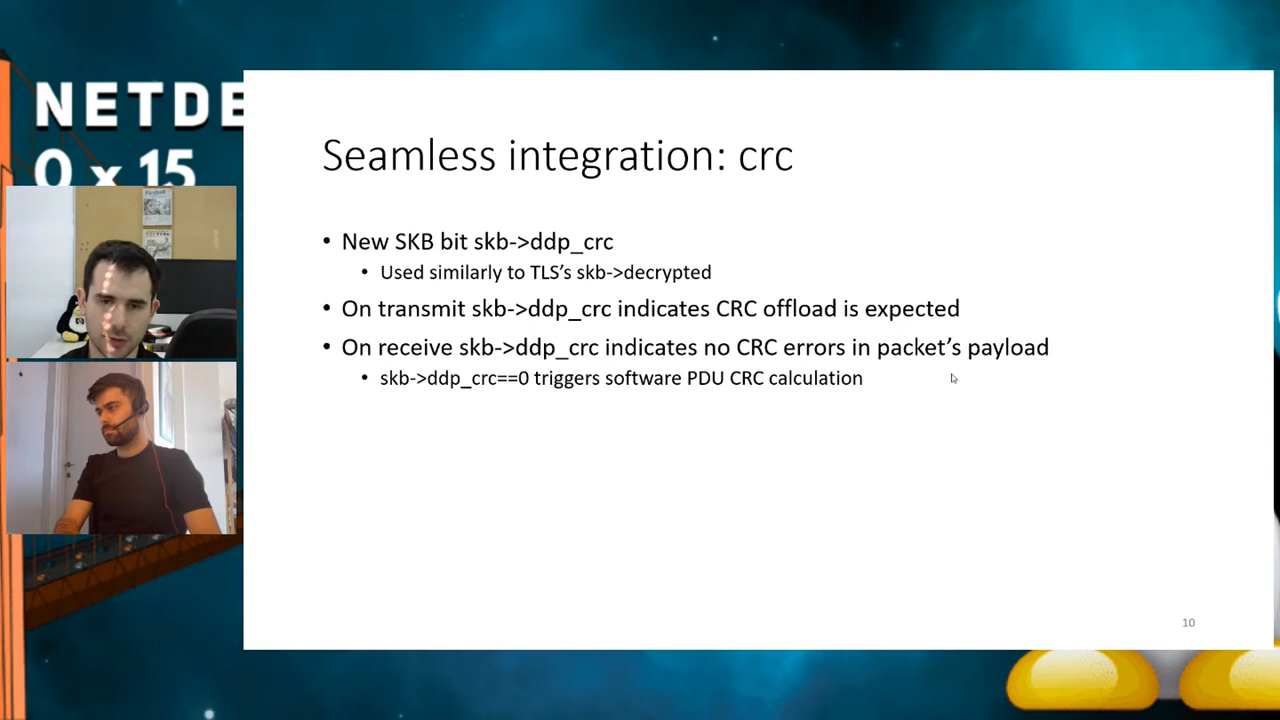 NETDE
0 x 15
Seamless integration: crc
• New SKB bit skb->ddp_crc
• Used similarly to TLS’s skb->decrypted
• On transmit skb->ddp_crc indicates CRC offload is expected
• On receive skb->ddp_crc indicates no CRC errors in packet’s payload
• skb->ddp_crc==0 triggers software PDU CRC calculation
10